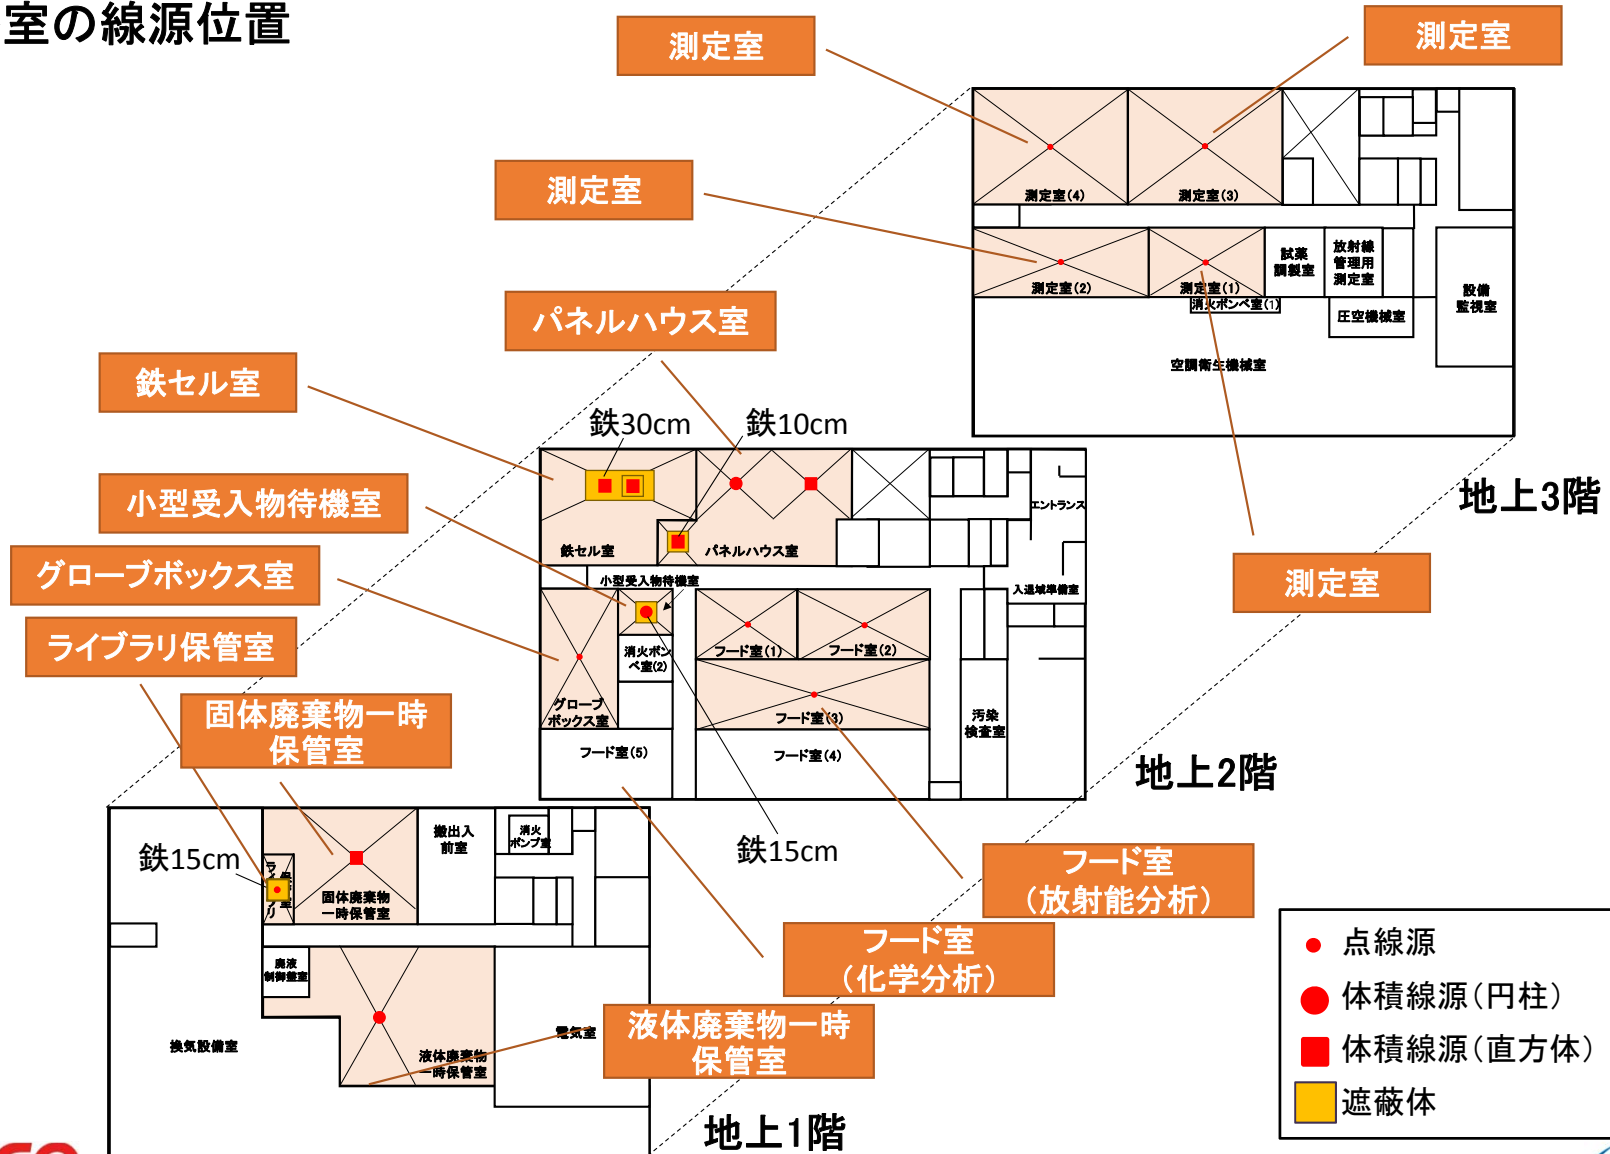 室の線源位置
測定室
測定室
測定室
測定室(4)
測定室(3)
測定室(2)
測定室(1)
試薬
調製室
放射線
管理用
測定室
設備
監視室
消火ボンベ室(1)
圧空機械室
空調衛生機械室
地上3階
測定室
パネルハウス室
鉄セル室
小型受入物待機室
グローブボックス室
ライブラリ保管室
固体廃棄物一時
保管室
鉄30cm
鉄10cm
鉄セル室
パネルハウス室
エントランス
小型受入物待機室
入退域準備室
消火ボン
ベ室(2)
フード室(1)
フード室(2)
グローブ
ボックス室
フード室(3)
汚染
検査室
フード室(5)
フード室(4)
地上2階
鉄15cm
フード室
(放射能分析)
フード室
(化学分析)
液体廃棄物一時
保管室
鉄15cm
ライブラリ
保管室
固体廃棄物
一時保管室
搬出入
前室
消火
ポンプ室
廃液
制御盤室
換気設備室
液体廃棄物
一時保管室
電気室
地上1階
点線源
体積線源(円柱)
体積線源(直方体)
遮蔽体